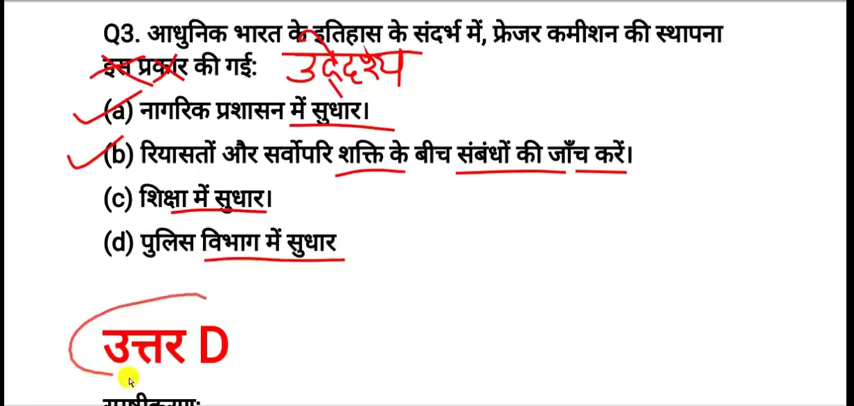 Q3. आधुनिक भारत के इतिहास के संदर्भ में, फ्रेजर कमीशन की स्थापना
इस प्रकार की गई: उद्देश्य
(a) नागरिक प्रशासन में सुधार।
(b) रियासतों और सर्वोपरि शक्ति के बीच संबंधों की जाँच करें।
(c) शिक्षा में सुधार।
(d) पुलिस विभाग में सुधार
उत्तर D